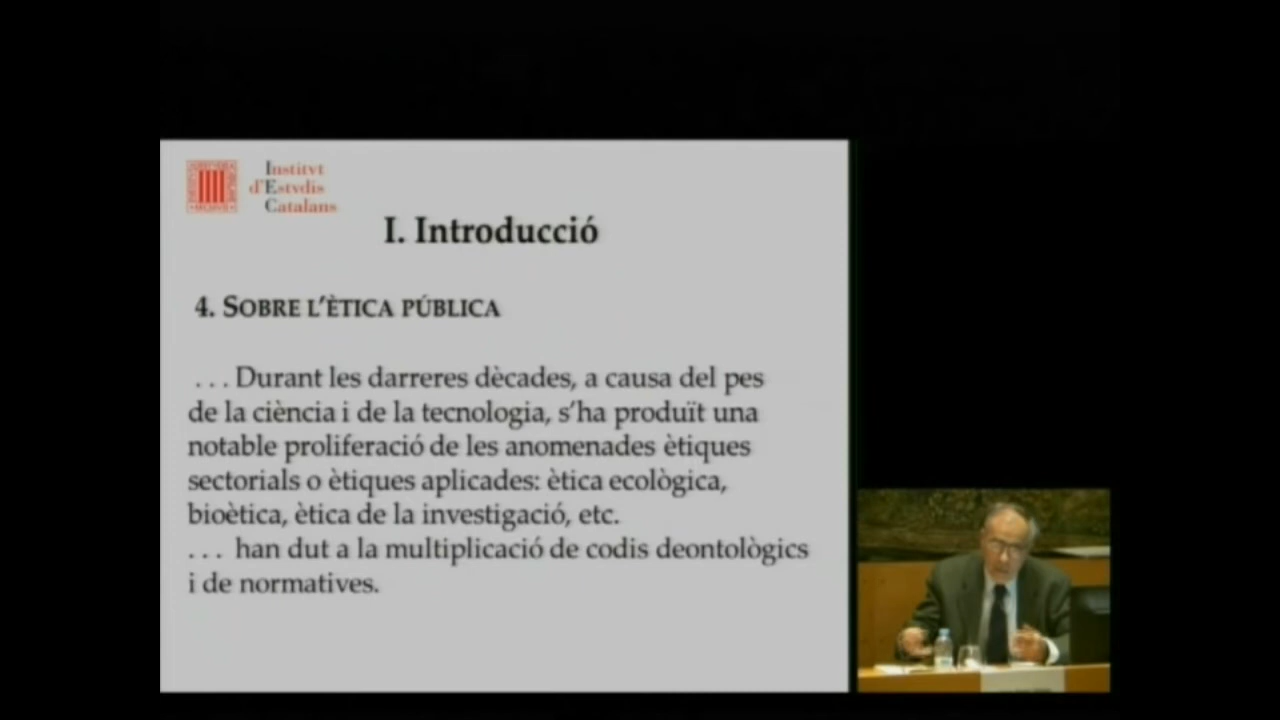 Institvt
d'Estvdis
Catalans
I. Introducció
4. SOBRE L'ÈTICA PÚBLICA
. . . Durant les darreres dècades, a causa del pes
de la ciència i de la tecnologia, s'ha produït una
notable proliferació de les anomenades ètiques
sectorials o ètiques aplicades: ètica ecològica,
bioètica, ètica de la investigació, etc.
. . . han dut a la multiplicació de codis deontològics
i de normatives.